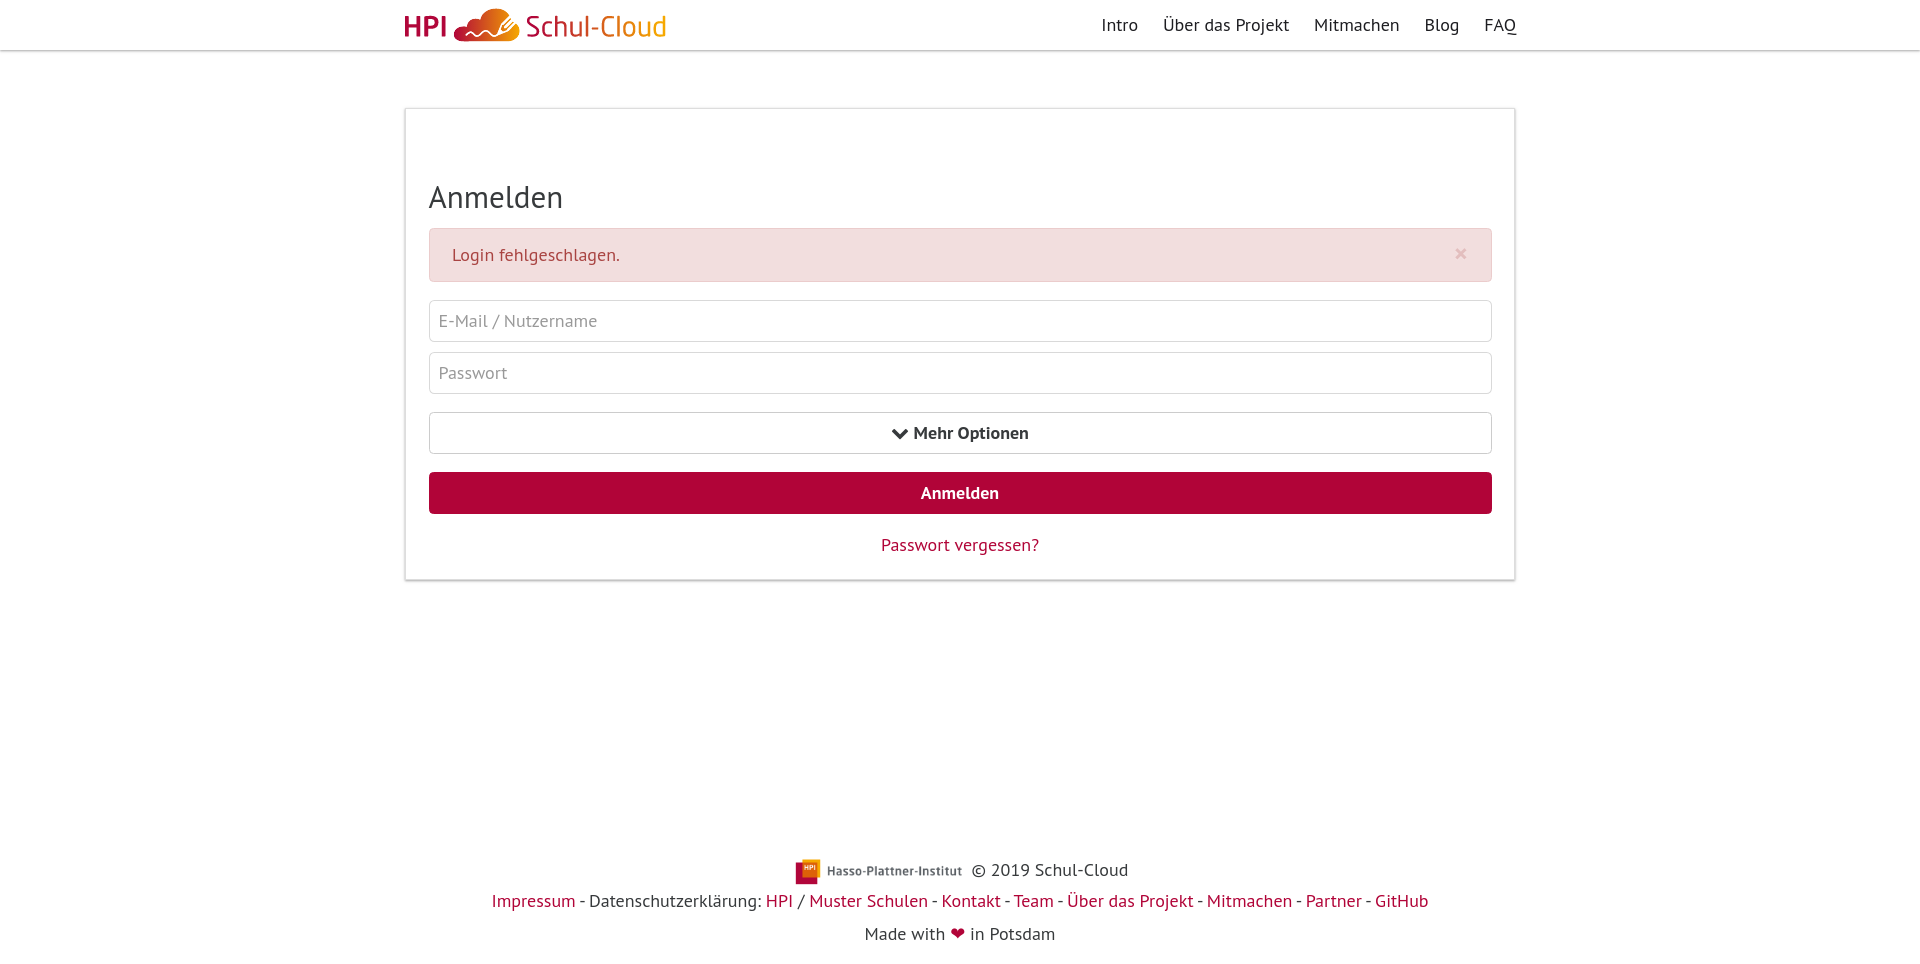 HPI Schul-Cloud
Intro Über das Projekt Mitmachen Blog FAQ
Anmelden
Login fehlgeschlagen. ×
E-Mail / Nutzername
Passwort
Mehr Optionen
Anmelden
Passwort vergessen?
HPI Hasso-Plattner-Institut © 2019 Schul-Cloud
Impressum - Datenschutzerklärung: HPI / Muster Schulen - Kontakt - Team - Über das Projekt - Mitmachen - Partner - GitHub
Made with ❤ in Potsdam